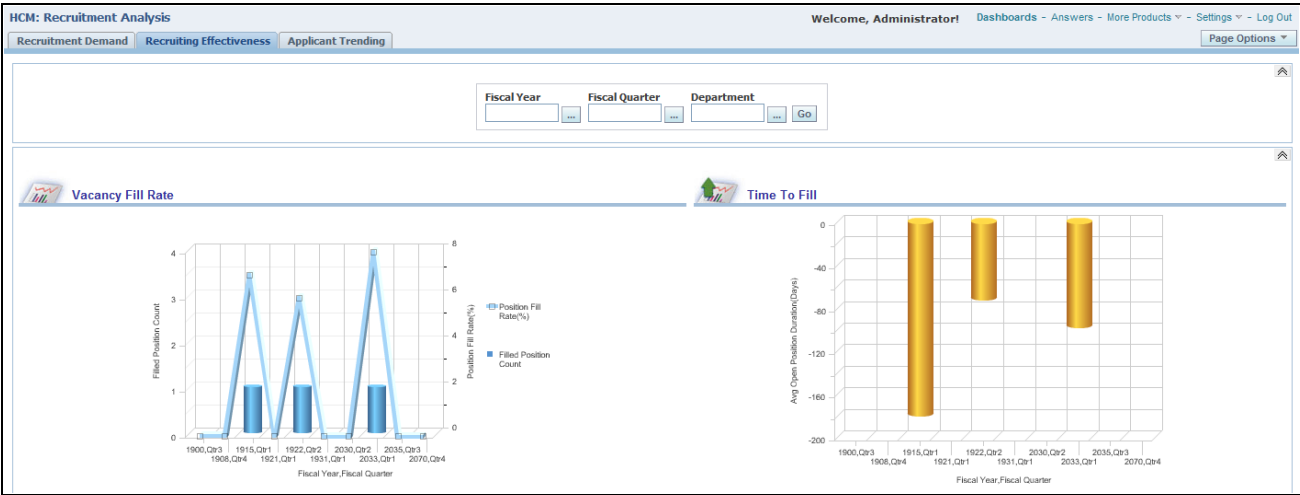 HCM: Recruitment Analysis
Welcome, Administrator! Dashboards - Answers - More Products - Settings - Log Out
Recruitment Demand Recruiting Effectiveness Applicant Trending
Page Options
Fiscal Year Fiscal Quarter Department
... ... ... Go
Vacancy Fill Rate
4
3
2
1
0
Filled Position Count
8
6
4
2
0
Position Fill Rate(%)
Position Fill
Rate(%)
Filled Position
Count
1900,Qtr3 1915,Qtr1 1922,Qtr2 2030,Qtr2 2035,Qtr3
1908,Qtr4 1921,Qtr1 1931,Qtr1 2033,Qtr1 2070,Qtr4
Fiscal Year,Fiscal Quarter
Time To Fill
0
-40
-80
-120
-160
-200
Avg Open Position Duration(Days)
1900,Qtr3 1915,Qtr1 1922,Qtr2 2030,Qtr2 2035,Qtr3
1908,Qtr4 1921,Qtr1 1931,Qtr1 2033,Qtr1 2070,Qtr4
Fiscal Year,Fiscal Quarter